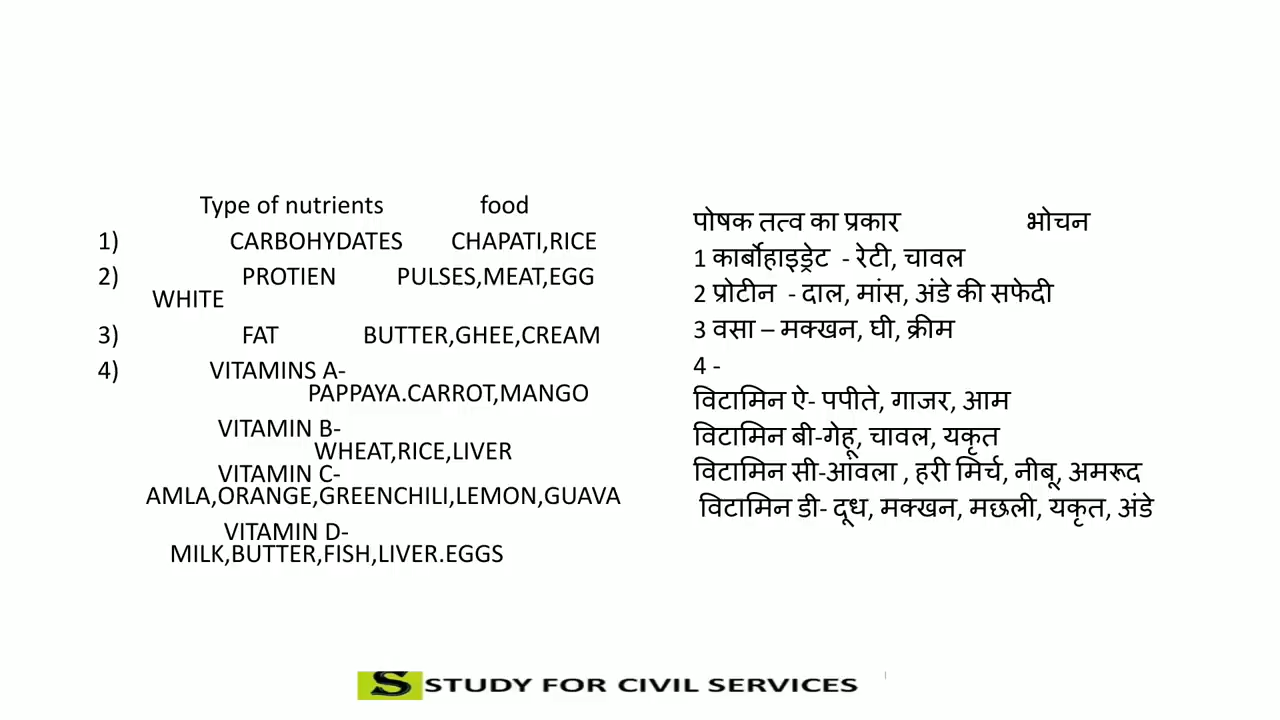 Type of nutrients food
1) CARBOHYDATES CHAPATI,RICE
2) PROTIEN PULSES,MEAT,EGG
WHITE
3) FAT BUTTER,GHEE,CREAM
4) VITAMINS A-
PAPPAYA.CARROT,MANGO
VITAMIN B-
WHEAT,RICE,LIVER
VITAMIN C-
AMLA,ORANGE,GREENCHILI,LEMON,GUAVA
VITAMIN D-
MILK,BUTTER,FISH,LIVER.EGGS
पोषक तत्व का प्रकार भोचन
1 कार्बोहाइड्रेट - रेटी, चावल
2 प्रोटीन - दाल, मांस, अंडे की सफेदी
3 वसा – मक्खन, घी, क्रीम
4 -
विटामिन ऐ- पपीते, गाजर, आम
विटामिन बी-गेहू, चावल, यकृत
विटामिन सी-आंवला , हरी मिर्च, नीबू, अमरूद
विटामिन डी- दूध, मक्खन, मछली, यकृत, अंडे
S STUDY FOR CIVIL SERVICES